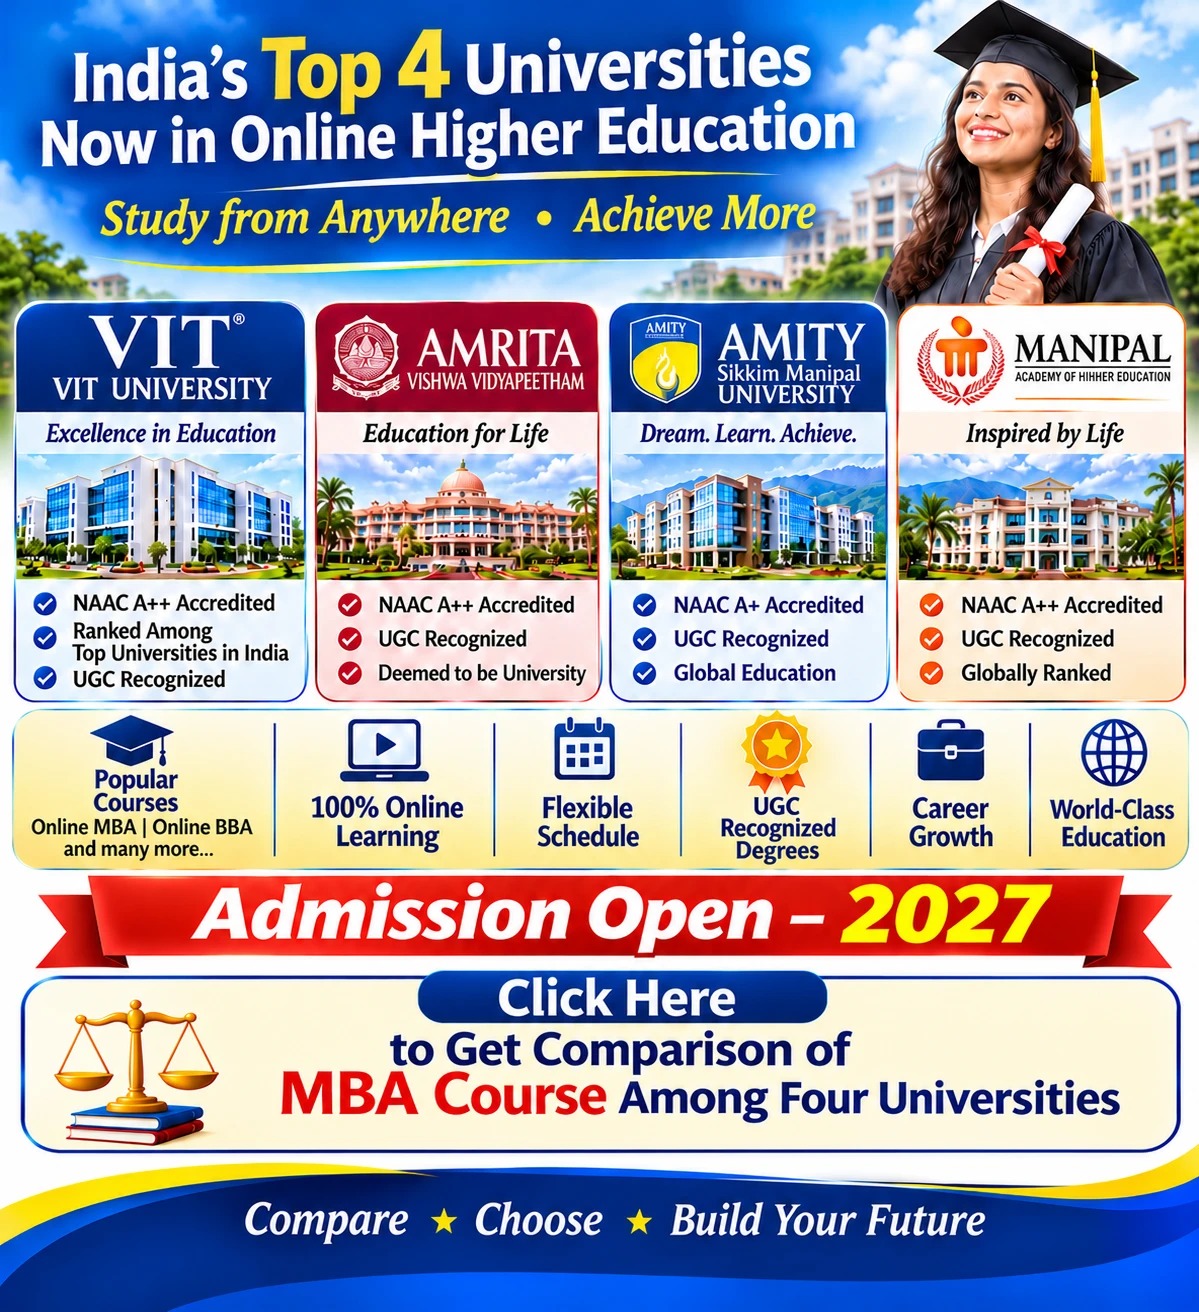 India's Top 4 Universities
Now in Online Higher Education
Study from Anywhere • Achieve More
VIT®
VIT UNIVERSITY
Excellence in Education
NAAC A++ Accredited
Ranked Among
Top Universities in India
UGC Recognized
AMRITA
VISHWA VIDYAPEETHAM
Education for Life
NAAC A++ Accredited
UGC Recognized
Deemed to be University
AMITY
AMITY
Sikkim Manipal
UNIVERSITY
Dream. Learn. Achieve.
NAAC A+ Accredited
UGC Recognized
Global Education
MANIPAL
ACADEMY OF HIHHER EDUCATION
Inspired by Life
NAAC A++ Accredited
UGC Recognized
Globally Ranked
Popular
Courses
Online MBA | Online BBA
and many more...
100% Online
Learning
Flexible
Schedule
UGC
Recognized
Degrees
Career
Growth
World-Class
Education
Admission Open – 2027
Click Here
to Get Comparison of
MBA Course Among Four Universities
Compare ★ Choose ★ Build Your Future